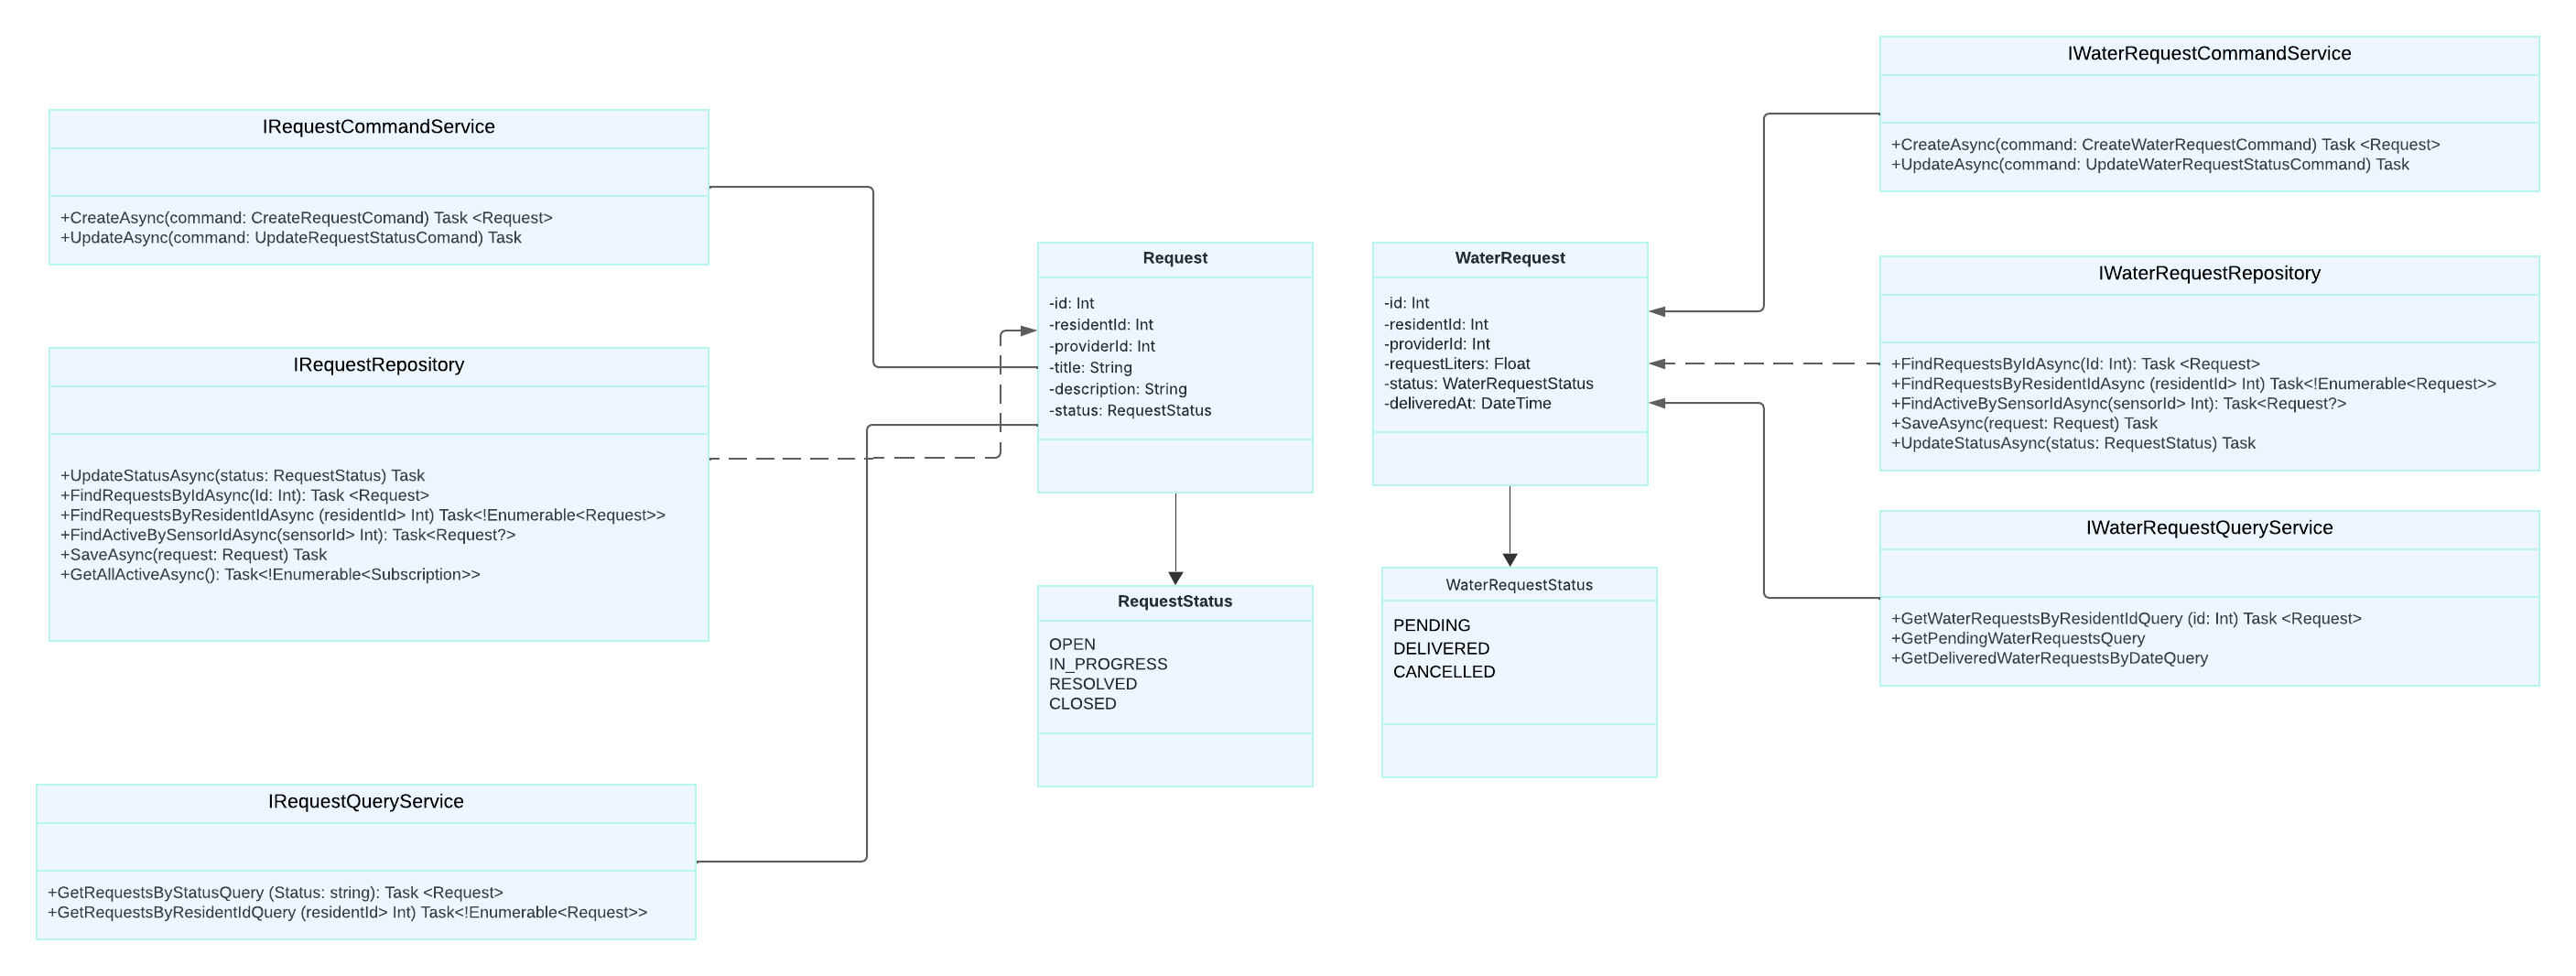 IRequestCommandService
+CreateAsync(command: CreateRequestComand) Task <Request>
+UpdateAsync(command: UpdateRequestStatusComand) Task
IRequestRepository
+UpdateStatusAsync(status: RequestStatus) Task
+FindRequestsByIdAsync(Id: Int): Task <Request>
+FindRequestsByResidentIdAsync (residentId> Int) Task<!Enumerable<Request>>
+FindActiveBySensorIdAsync(sensorId> Int): Task<Request?>
+SaveAsync(request: Request) Task
+GetAllActiveAsync(): Task<!Enumerable<Subscription>>
IRequestQueryService
+GetRequestsByStatusQuery (Status: string): Task <Request>
+GetRequestsByResidentIdQuery (residentId> Int) Task<!Enumerable<Request>>
Request
-id: Int
-residentId: Int
-providerId: Int
-title: String
-description: String
-status: RequestStatus
RequestStatus
OPEN
IN_PROGRESS
RESOLVED
CLOSED
WaterRequest
-id: Int
-residentId: Int
-providerId: Int
-requestLiters: Float
-status: WaterRequestStatus
-deliveredAt: DateTime
WaterRequestStatus
PENDING
DELIVERED
CANCELLED
IWaterRequestCommandService
+CreateAsync(command: CreateWaterRequestCommand) Task <Request>
+UpdateAsync(command: UpdateWaterRequestStatusCommand) Task
IWaterRequestRepository
+FindRequestsByIdAsync(Id: Int): Task <Request>
+FindRequestsByResidentIdAsync (residentId> Int) Task<!Enumerable<Request>>
+FindActiveBySensorIdAsync(sensorId> Int): Task<Request?>
+SaveAsync(request: Request) Task
+UpdateStatusAsync(status: RequestStatus) Task
IWaterRequestQueryService
+GetWaterRequestsByResidentIdQuery (id: Int) Task <Request>
+GetPendingWaterRequestsQuery
+GetDeliveredWaterRequestsByDateQuery